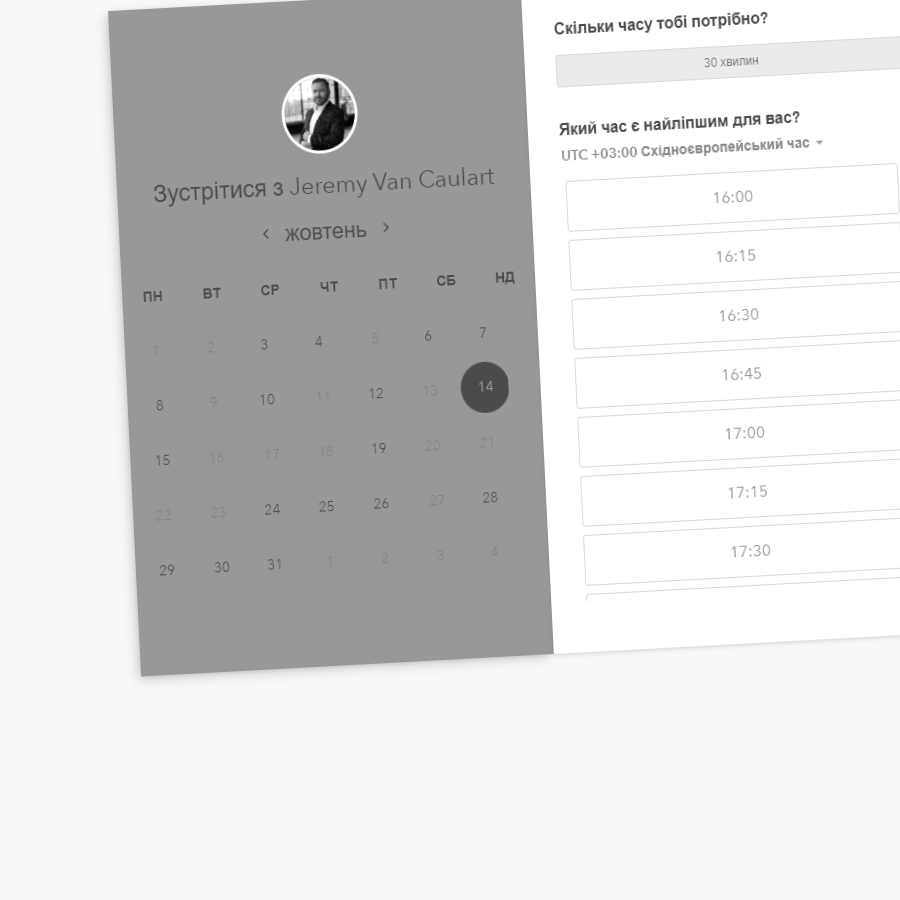 Зустрітися з Jeremy Van Caulart
‹ жовтень ›
ПН ВТ СР ЧТ ПТ СБ НД
1 2 3 4 5 6 7
8 9 10 11 12 13 14
15 16 17 18 19 20 21
22 23 24 25 26 27 28
29 30 31 1 2 3 4
Скільки часу тобі потрібно?
30 хвилин
Який час є найліпшим для вас?
UTC +03:00 Східноєвропейський час
16:00
16:15
16:30
16:45
17:00
17:15
17:30